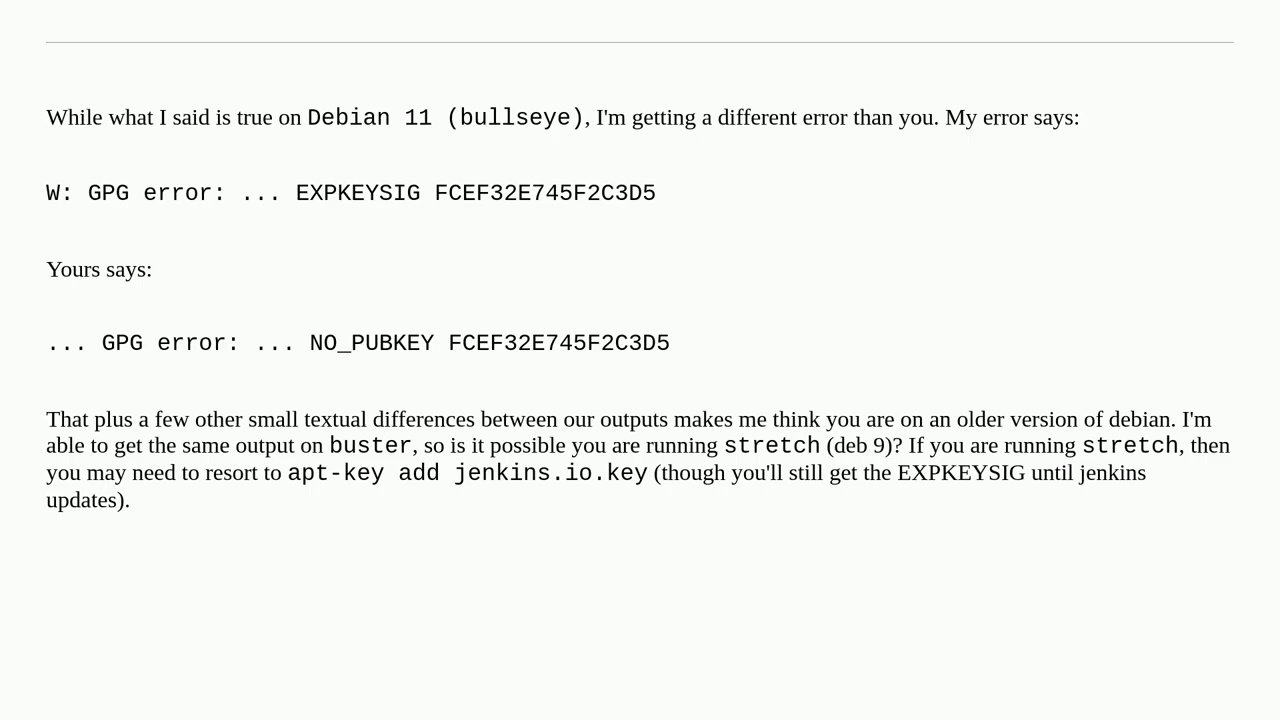 While what I said is true on Debian 11 (bullseye), I'm getting a different error than you. My error says:
W: GPG error: ... EXPKEYSIG FCEF32E745F2C3D5
Yours says:
... GPG error: ... NO_PUBKEY FCEF32E745F2C3D5
That plus a few other small textual differences between our outputs makes me think you are on an older version of debian. I'm
able to get the same output on buster, so is it possible you are running stretch (deb 9)? If you are running stretch, then
you may need to resort to apt-key add jenkins.io.key (though you'll still get the EXPKEYSIG until jenkins
updates).